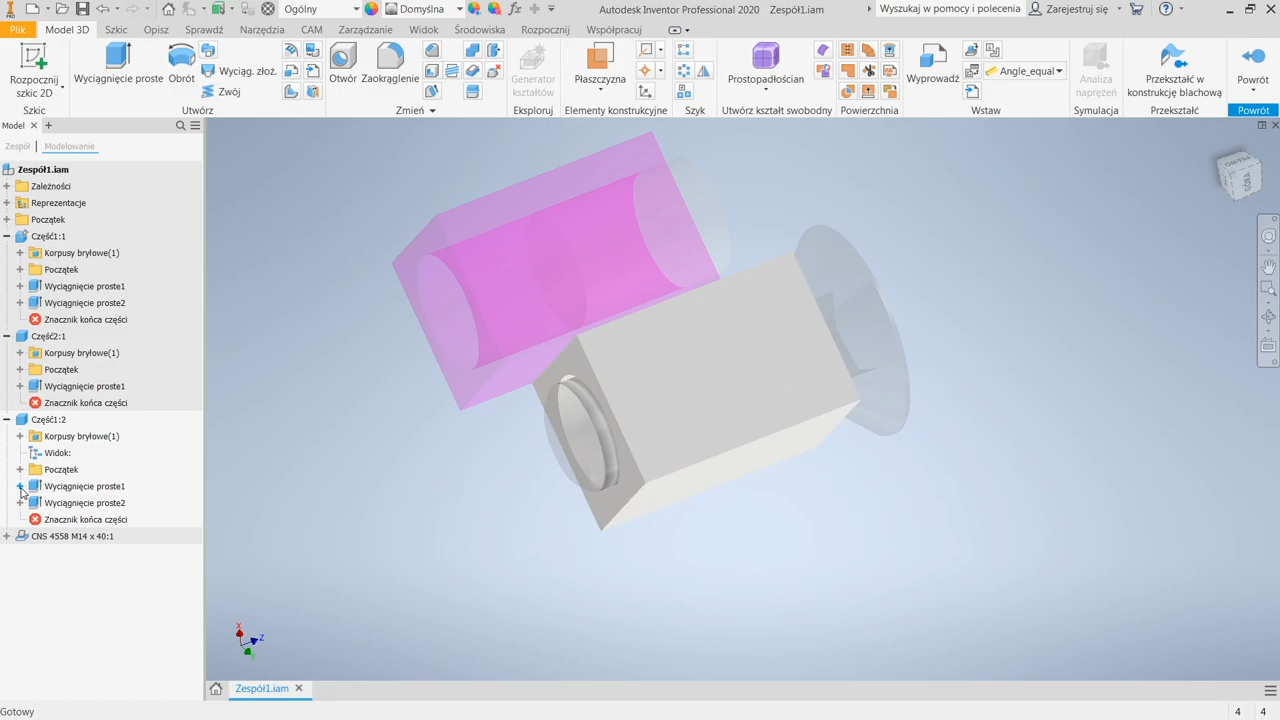 Ogólny
Domyślna
Autodesk Inventor Professional 2020 Zespół1.iam
Wyszukaj w pomocy i polecenia
Zarejestruj się
PRO
Plik
Model 3D
Szkic
Opisz
Sprawdź
Narzędzia
CAM
Zarządzanie
Widok
Środowiska
Rozpocznij
Współpracuj
Rozpocznij
szkic 2D
Wyciągnięcie proste
Obrót
Wyciąg. złoż.
Zwój
Otwór
Zaokrąglenie
Generator
kształtów
Płaszczyzna
Prostopadłościan
Wyprowadź
Angle_equal
Analiza
naprężeń
Przekształć w
konstrukcję blachową
Powrót
Szkic
Utwórz
Zmień
Eksploruj
Elementy konstrukcyjne
Szyk
Utwórz kształt swobodny
Powierzchnia
Wstaw
Symulacja
Przekształć
Powrót
Model
Zespół
Modelowanie
Zespół1.iam
Zależności
Reprezentacje
Początek
Część1:1
Korpusy bryłowe(1)
Początek
Wyciągnięcie proste1
Wyciągnięcie proste2
Znacznik końca części
Część2:1
Korpusy bryłowe(1)
Początek
Wyciągnięcie proste1
Znacznik końca części
Część1:2
Korpusy bryłowe(1)
Widok:
Początek
Wyciągnięcie proste1
Wyciągnięcie proste2
Znacznik końca części
CNS 4558 M14 x 40:1
X
Z
Y
Zespół1.iam
Gotowy
4 4